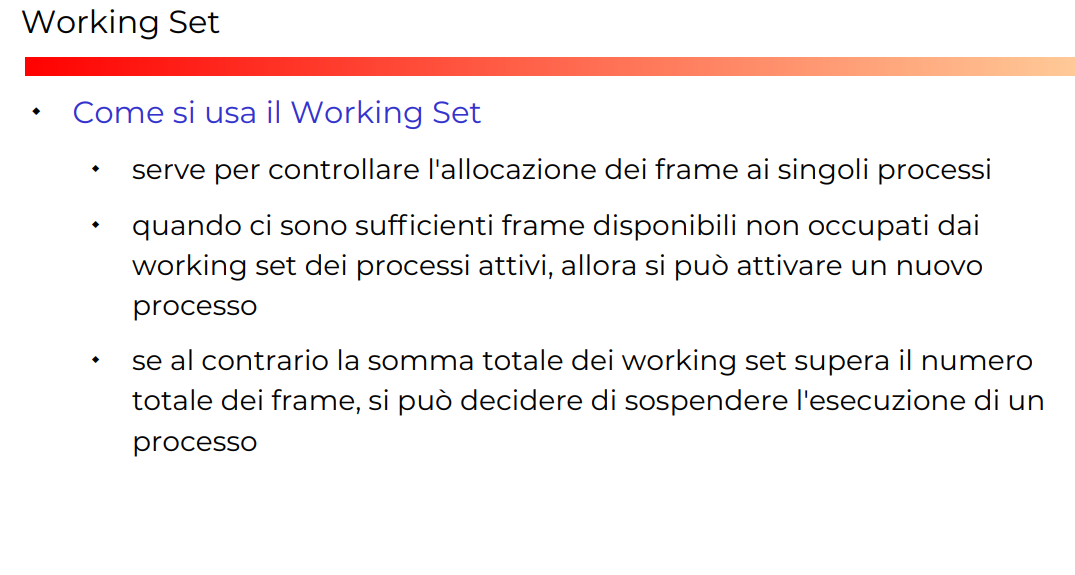 Working Set
Come si usa il Working Set
serve per controllare l'allocazione dei frame ai singoli processi
quando ci sono sufficienti frame disponibili non occupati dai
working set dei processi attivi, allora si può attivare un nuovo
processo
se al contrario la somma totale dei working set supera il numero
totale dei frame, si può decidere di sospendere l'esecuzione di un
processo